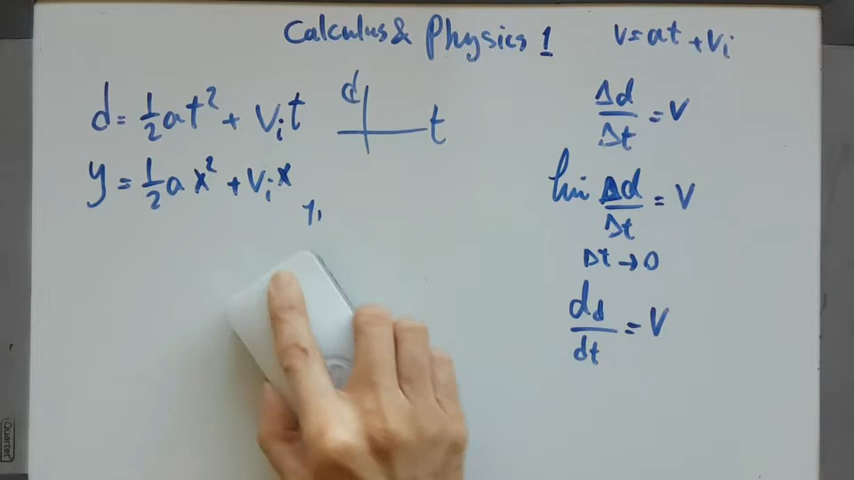 Calculus & Physics 1
v=at+vi
d=½at²+Vit
d
t
y=½ax²+Vix
Δd/Δt=V
lim Δd/Δt=V
Δt→0
dd/dt=V
Quartet